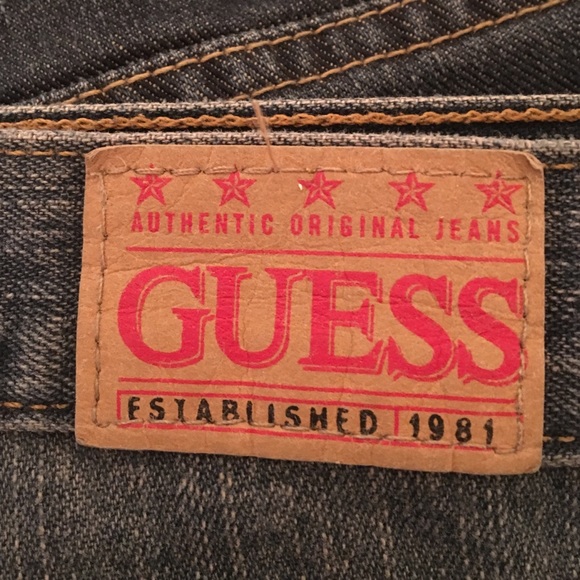 AUTHENTIC ORIGINAL JEANS
GUESS
ESTABLISHED 1981